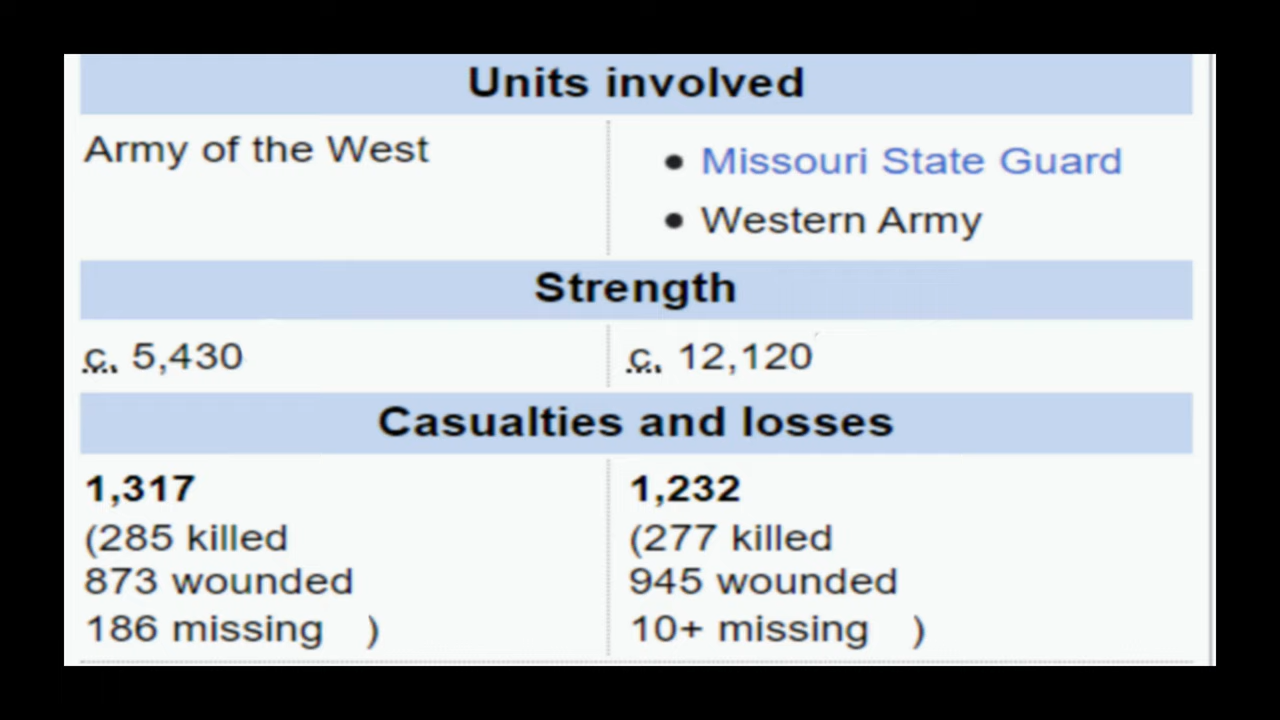 Units involved
Army of the West
• Missouri State Guard
• Western Army
Strength
c. 5,430
c. 12,120
Casualties and losses
1,317
(285 killed
873 wounded
186 missing )
1,232
(277 killed
945 wounded
10+ missing )